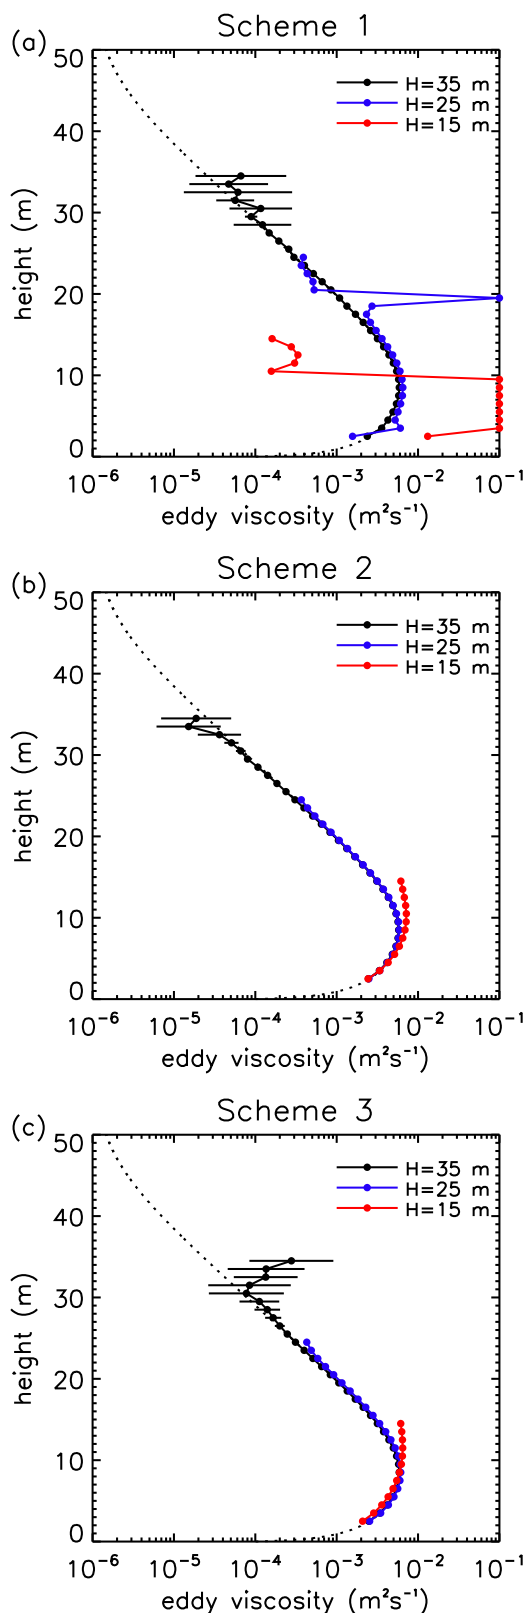 Scheme 1
(a)
50
40
30
20
10
0
height (m)
H=35 m
H=25 m
H=15 m
10⁻⁶ 10⁻⁵ 10⁻⁴ 10⁻³ 10⁻² 10⁻¹
eddy viscosity (m²s⁻¹)
Scheme 2
(b)
50
40
30
20
10
0
height (m)
H=35 m
H=25 m
H=15 m
10⁻⁶ 10⁻⁵ 10⁻⁴ 10⁻³ 10⁻² 10⁻¹
eddy viscosity (m²s⁻¹)
Scheme 3
(c)
50
40
30
20
10
0
height (m)
H=35 m
H=25 m
H=15 m
10⁻⁶ 10⁻⁵ 10⁻⁴ 10⁻³ 10⁻² 10⁻¹
eddy viscosity (m²s⁻¹)